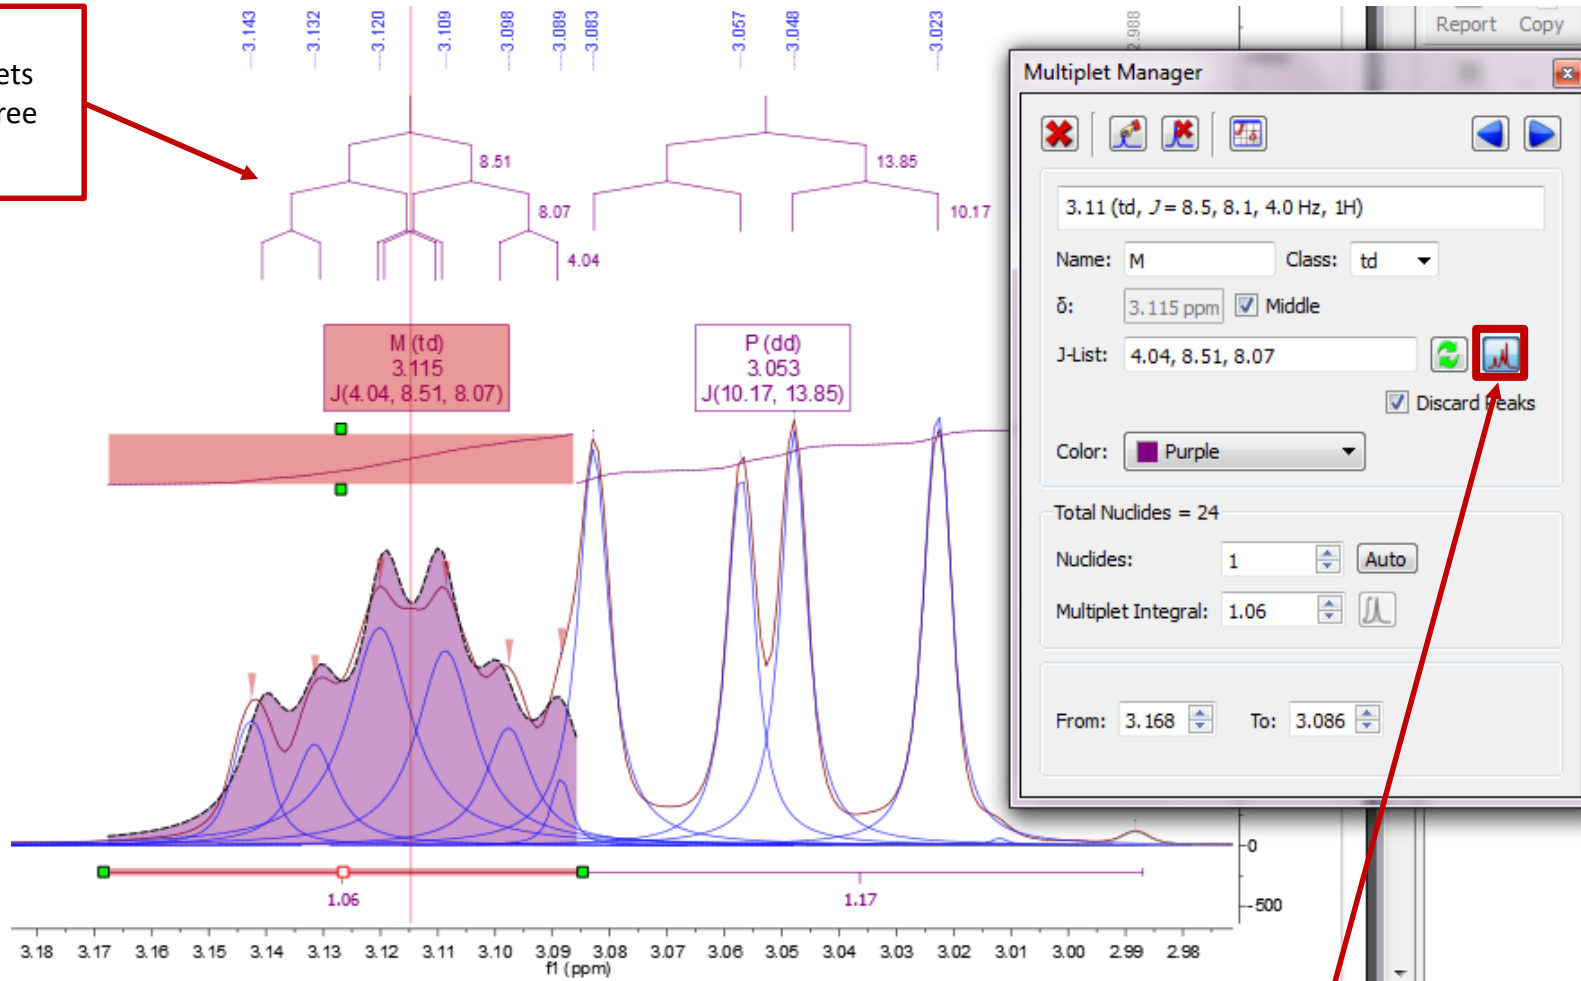 ets
ree
3.143
3.132
3.120
3.109
3.098
3.089
3.083
3.057
3.048
3.023
2.988
8.51
8.07
4.04
13.85
10.17
M (td)
3.115
J(4.04, 8.51, 8.07)
P (dd)
3.053
J(10.17, 13.85)
1.06
1.17
0
-500
3.18 3.17 3.16 3.15 3.14 3.13 3.12 3.11 3.10 3.09 3.08 3.07 3.06 3.05 3.04 3.03 3.02 3.01 3.00 2.99 2.98
f1 (ppm)
Report Copy
Multiplet Manager
3.11 (td, J = 8.5, 8.1, 4.0 Hz, 1H)
Name: M Class: td
δ: 3.115 ppm Middle
J-List: 4.04, 8.51, 8.07
Discard Peaks
Color: Purple
Total Nuclides = 24
Nuclides: 1 Auto
Multiplet Integral: 1.06
From: 3.168 To: 3.086